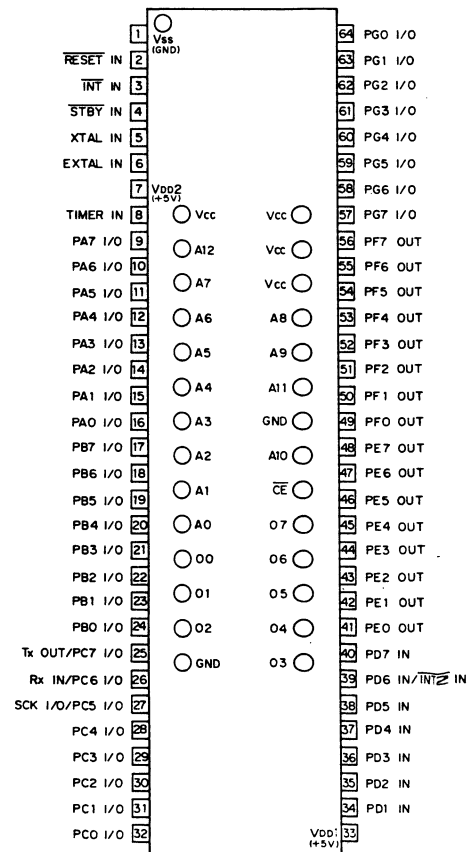 1 Vss 64 PG0 I/O
(GND)
RESET IN 2 63 PG1 I/O
INT IN 3 62 PG2 I/O
STBY IN 4 61 PG3 I/O
XTAL IN 5 60 PG4 I/O
EXTAL IN 6 59 PG5 I/O
7 VDD2 58 PG6 I/O
(+5V)
TIMER IN 8 Vcc Vcc 57 PG7 I/O
PA7 I/O 9 A12 Vcc 56 PF7 OUT
PA6 I/O 10 55 PF6 OUT
PA5 I/O 11 A7 Vcc 54 PF5 OUT
PA4 I/O 12 A6 A8 53 PF4 OUT
PA3 I/O 13 A5 A9 52 PF3 OUT
PA2 I/O 14 51 PF2 OUT
PA1 I/O 15 A4 A11 50 PF1 OUT
PA0 I/O 16 A3 GND 49 PF0 OUT
PB7 I/O 17 A2 A10 48 PE7 OUT
PB6 I/O 18 47 PE6 OUT
PB5 I/O 19 A1 CE 46 PE5 OUT
PB4 I/O 20 A0 07 45 PE4 OUT
PB3 I/O 21 00 06 44 PE3 OUT
PB2 I/O 22 43 PE2 OUT
PB1 I/O 23 01 05 42 PE1 OUT
PB0 I/O 24 02 04 41 PE0 OUT
Tx OUT/PC7 I/O 25 GND 03 40 PD7 IN
Rx IN/PC6 I/O 26 39 PD6 IN/INT2 IN
SCK I/O/PC5 I/O 27 38 PD5 IN
PC4 I/O 28 37 PD4 IN
PC3 I/O 29 36 PD3 IN
PC2 I/O 30 35 PD2 IN
PC1 I/O 31 34 PD1 IN
PC0 I/O 32 VDD1 33
(+5V)